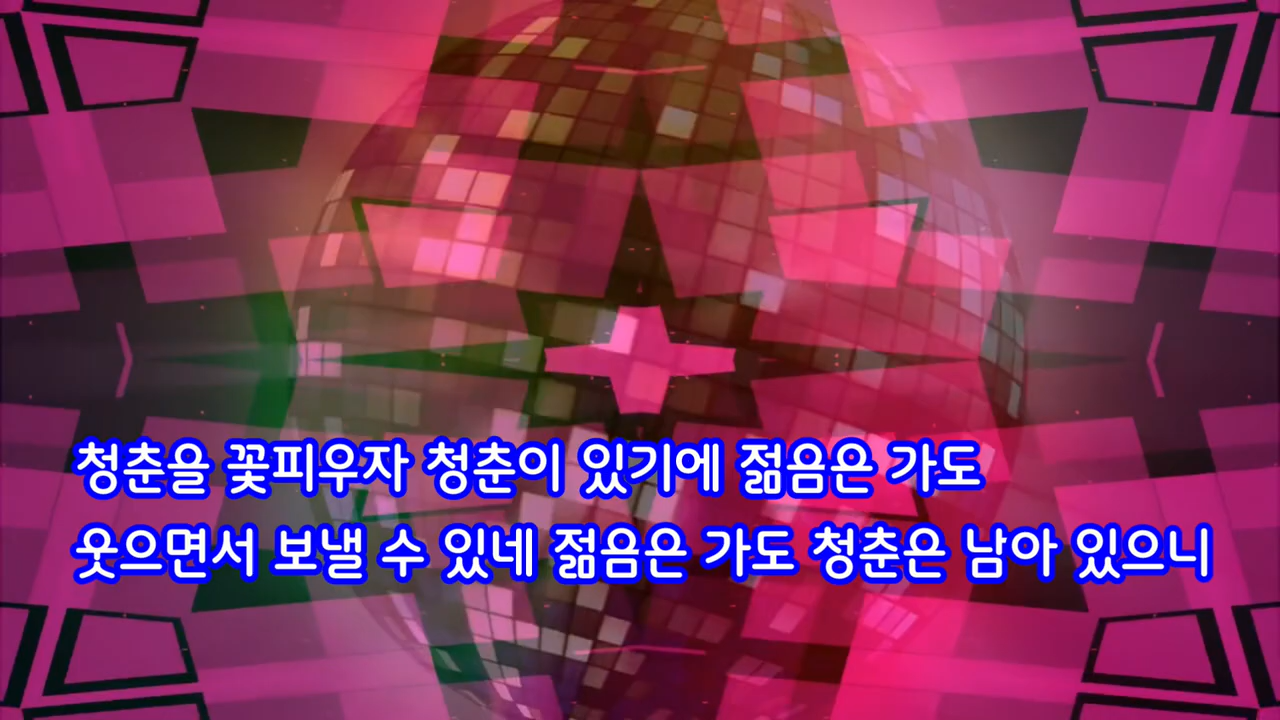 청춘을 꽃피우자 청춘이 있기에 젊음은 가도
웃으면서 보낼 수 있네 젊음은 가도 청춘은 남아 있으니